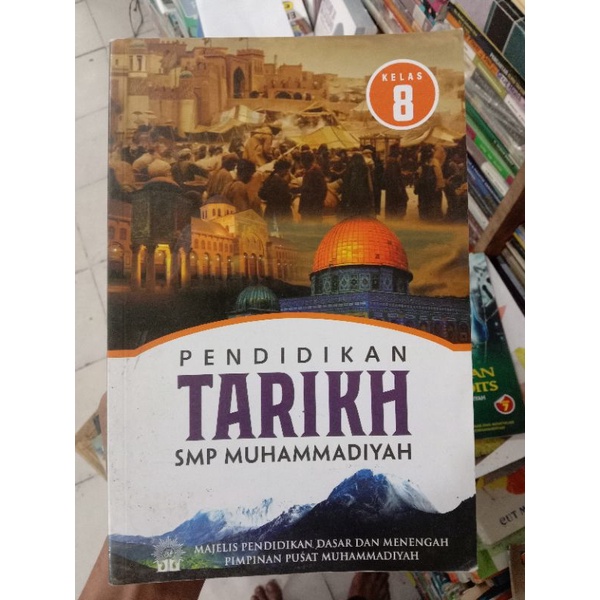 KELAS
8
PENDIDIKAN
TARIKH
SMP MUHAMMADIYAH
MAJELIS PENDIDIKAN DASAR DAN MENENGAH
PIMPINAN PUSAT MUHAMMADIYAH